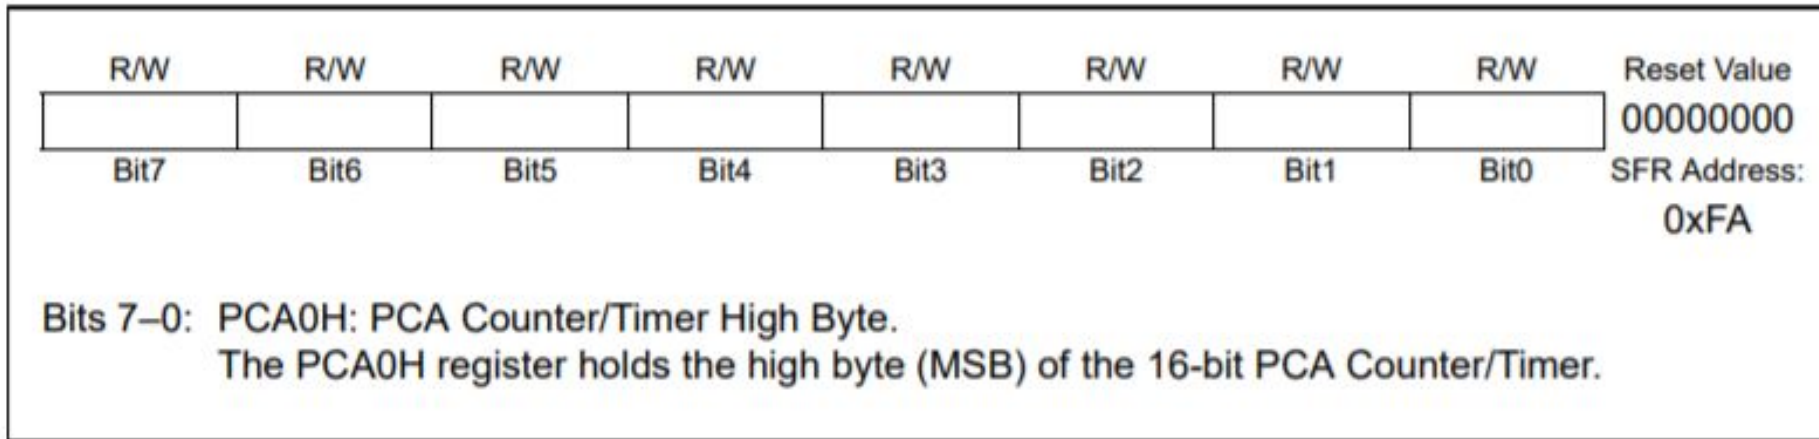 R/W R/W R/W R/W R/W R/W R/W R/W Reset Value
00000000
Bit7 Bit6 Bit5 Bit4 Bit3 Bit2 Bit1 Bit0 SFR Address:
0xFA
Bits 7–0: PCA0H: PCA Counter/Timer High Byte.
The PCA0H register holds the high byte (MSB) of the 16-bit PCA Counter/Timer.